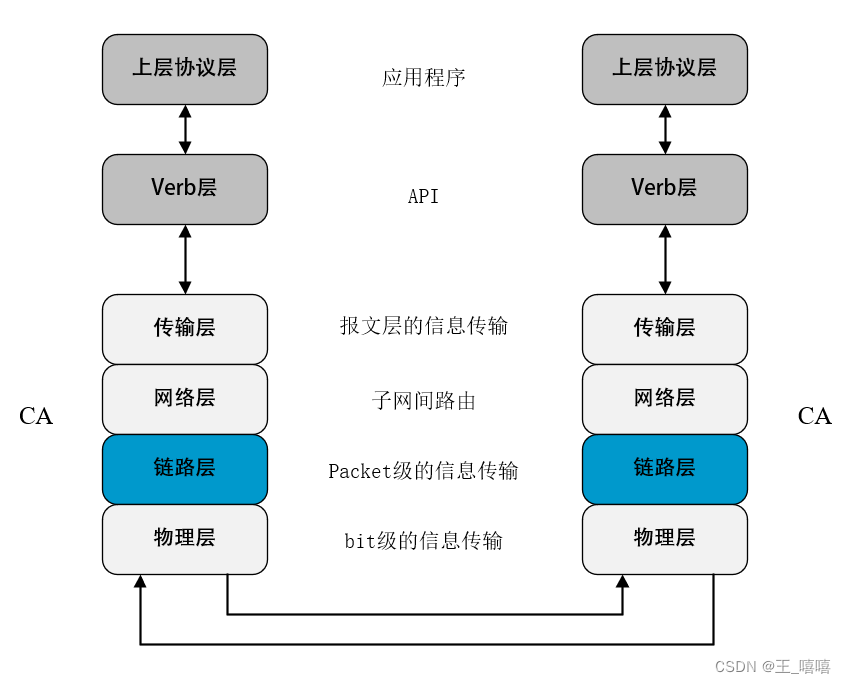 上层协议层 应用程序 上层协议层
Verb层 API Verb层
传输层 报文层的信息传输 传输层
网络层 子网间路由 网络层
CA CA
链路层 Packet级的信息传输 链路层
物理层 bit级的信息传输 物理层
CSDN @王_嘻嘻